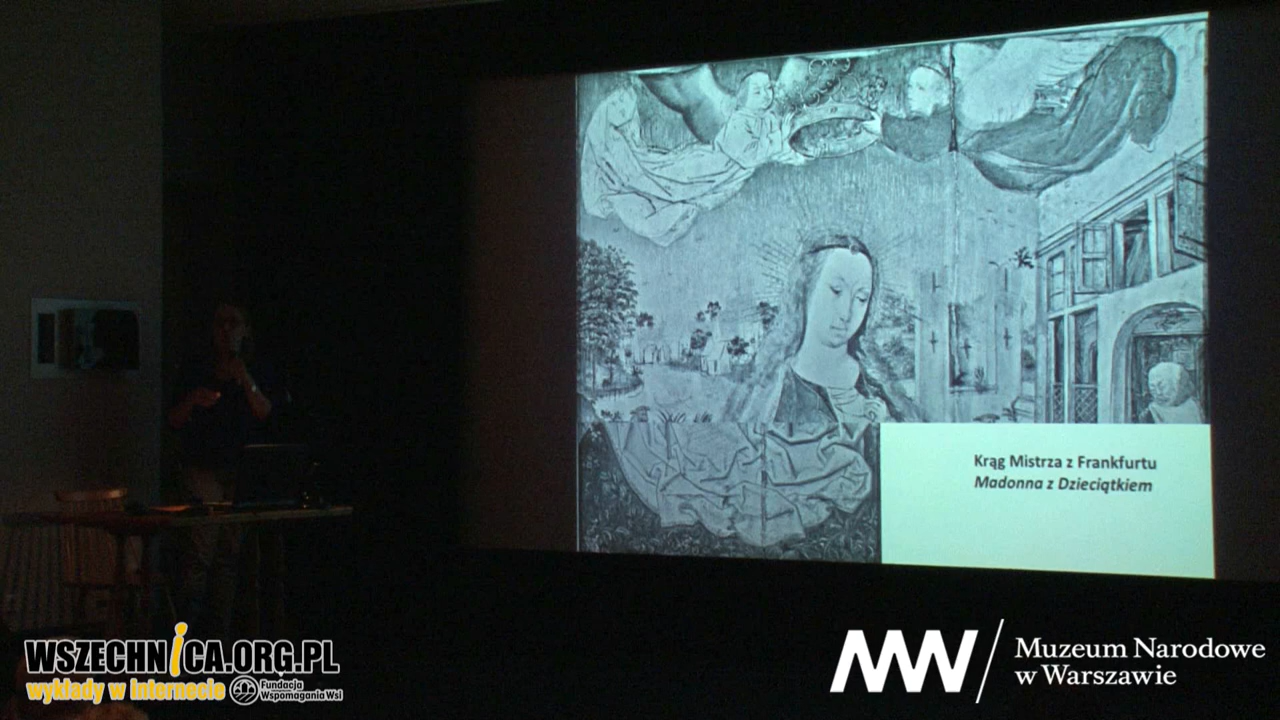 Krąg Mistrza z Frankfurtu
Madonna z Dzieciątkiem
WSZECHNiCA.ORG.PL
wykłady w internecie
Fundacja
Wspomagania Wsi
Muzeum Narodowe
w Warszawie